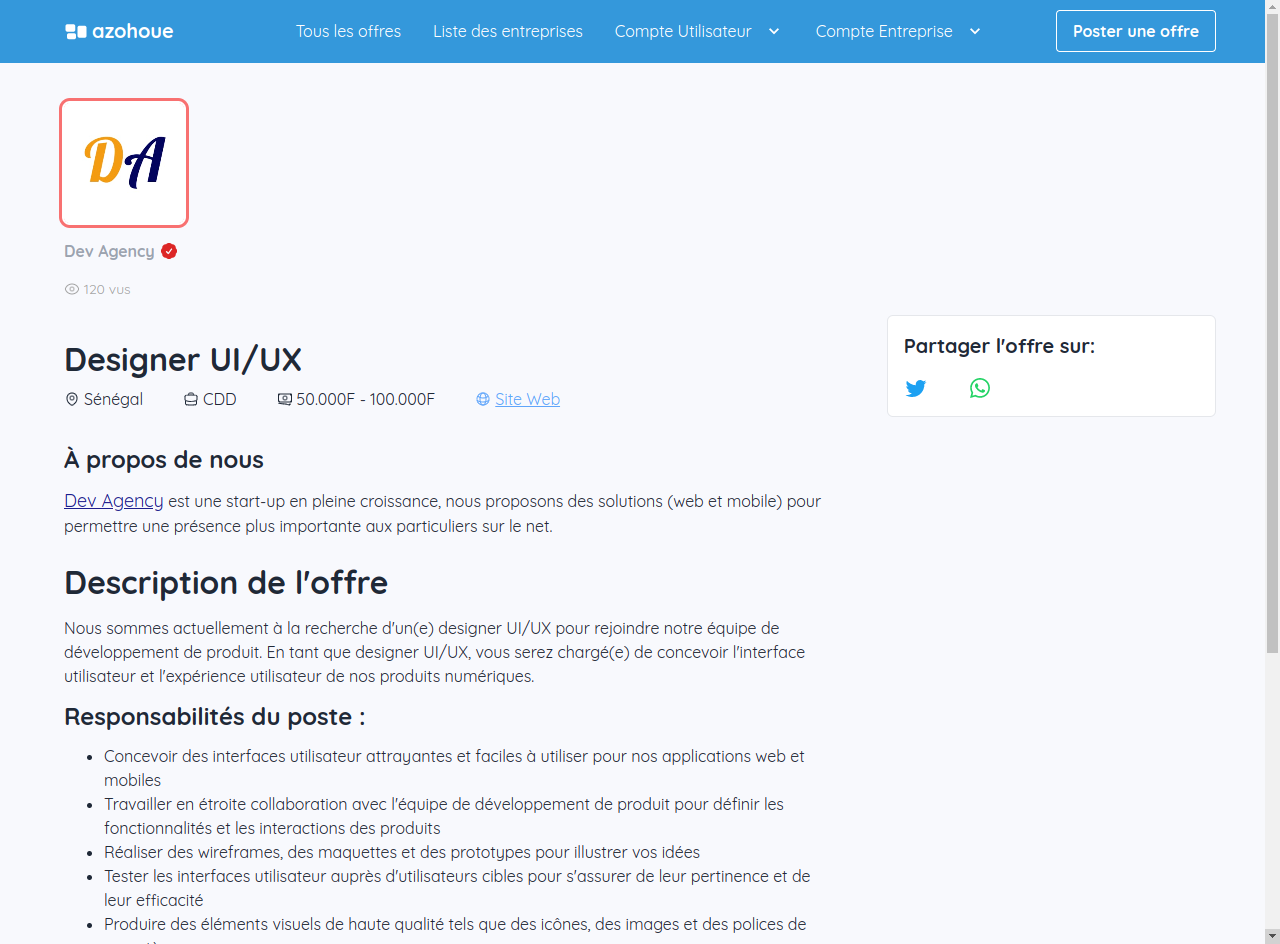 azohoue
Tous les offres
Liste des entreprises
Compte Utilisateur
Compte Entreprise
Poster une offre
DA
Dev Agency
120 vus
Designer UI/UX
Sénégal
CDD
50.000F - 100.000F
Site Web
Partager l'offre sur:
À propos de nous
Dev Agency est une start-up en pleine croissance, nous proposons des solutions (web et mobile) pour
permettre une présence plus importante aux particuliers sur le net.
Description de l'offre
Nous sommes actuellement à la recherche d'un(e) designer UI/UX pour rejoindre notre équipe de
développement de produit. En tant que designer UI/UX, vous serez chargé(e) de concevoir l'interface
utilisateur et l'expérience utilisateur de nos produits numériques.
Responsabilités du poste :
Concevoir des interfaces utilisateur attrayantes et faciles à utiliser pour nos applications web et
mobiles
Travailler en étroite collaboration avec l'équipe de développement de produit pour définir les
fonctionnalités et les interactions des produits
Réaliser des wireframes, des maquettes et des prototypes pour illustrer vos idées
Tester les interfaces utilisateur auprès d'utilisateurs cibles pour s'assurer de leur pertinence et de
leur efficacité
Produire des éléments visuels de haute qualité tels que des icônes, des images et des polices de